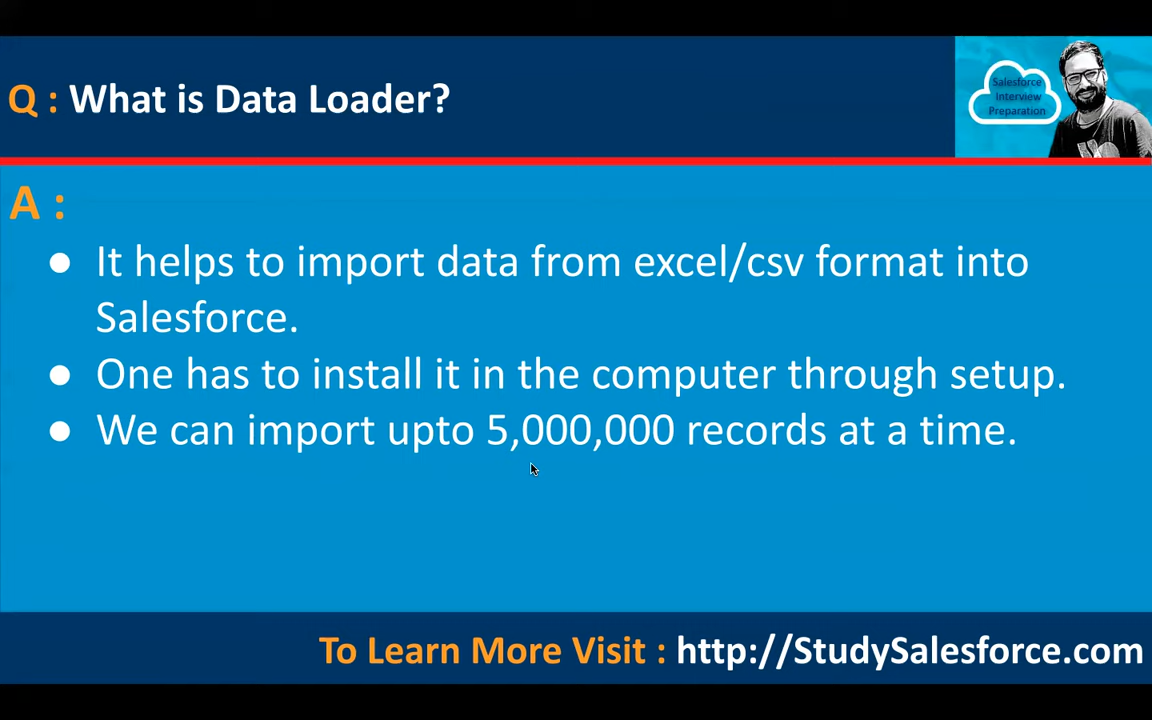 Q : What is Data Loader?
Salesforce
Interview
Preparation
A :
● It helps to import data from excel/csv format into
Salesforce.
● One has to install it in the computer through setup.
● We can import upto 5,000,000 records at a time.
To Learn More Visit : http://StudySalesforce.com